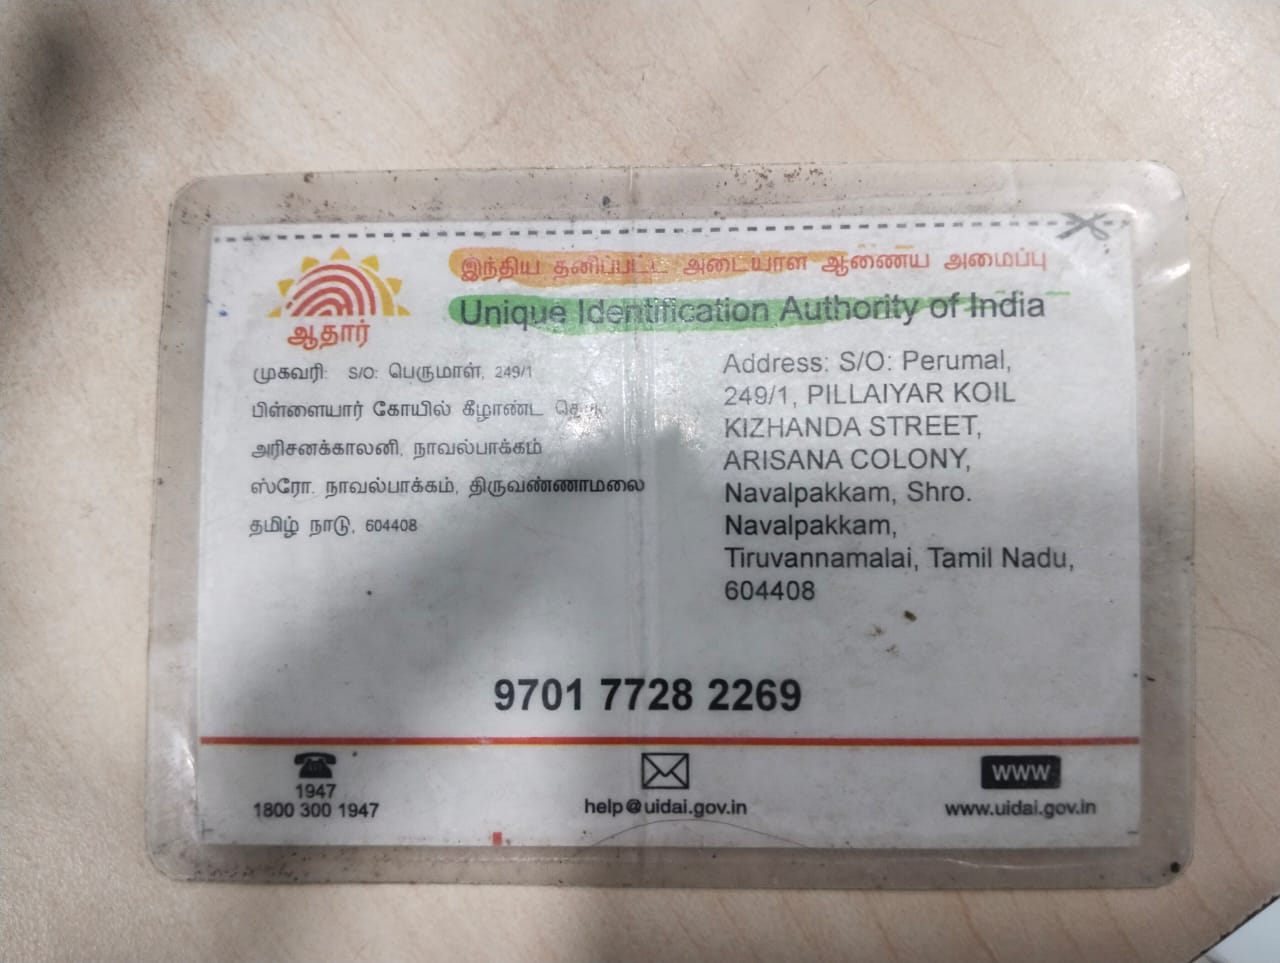 இந்திய தனிப்பட்ட அடையாள ஆணைய அமைப்பு
Unique Identification Authority of India
ஆதார்
முகவரி: S/O: பெருமாள், 249/1
பிள்ளையார் கோயில் கீழாண்ட
அரிசனக்காலனி, நாவல்பாக்கம்
ஸ்ரோ. நாவல்பாக்கம், திருவண்ணாமலை
தமிழ் நாடு, 604408
Address: S/O: Perumal,
249/1, PILLAIYAR KOIL
KIZHANDA STREET,
ARISANA COLONY,
Navalpakkam, Shro.
Navalpakkam,
Tiruvannamalai, Tamil Nadu,
604408
9701 7728 2269
1947
1800 300 1947
help@uidai.gov.in
WWW
www.uidai.gov.in